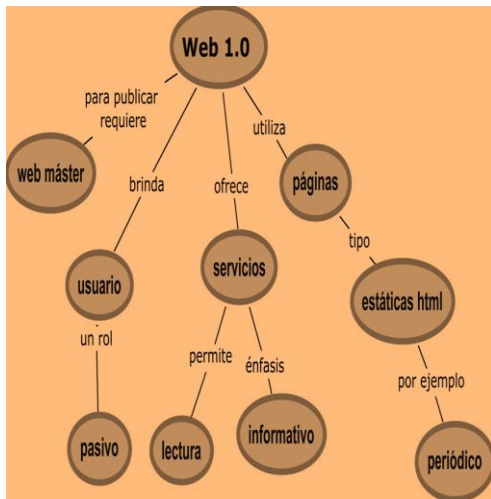 Web 1.0
para publicar
requiere
web máster
brinda
usuario
un rol
pasivo
ofrece
servicios
permite
lectura
énfasis
informativo
utiliza
páginas
tipo
estáticas html
por ejemplo
periódico